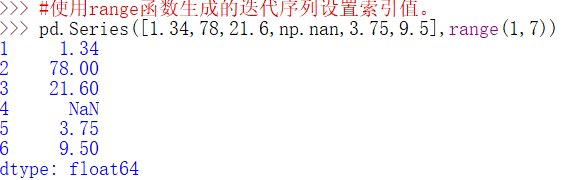 >>> #使用range函数生成的迭代序列设置索引值。
>>> pd.Series([1.34,78,21.6,np.nan,3.75,9.5],range(1,7))
1     1.34
2    78.00
3    21.60
4      NaN
5     3.75
6     9.50
dtype: float64